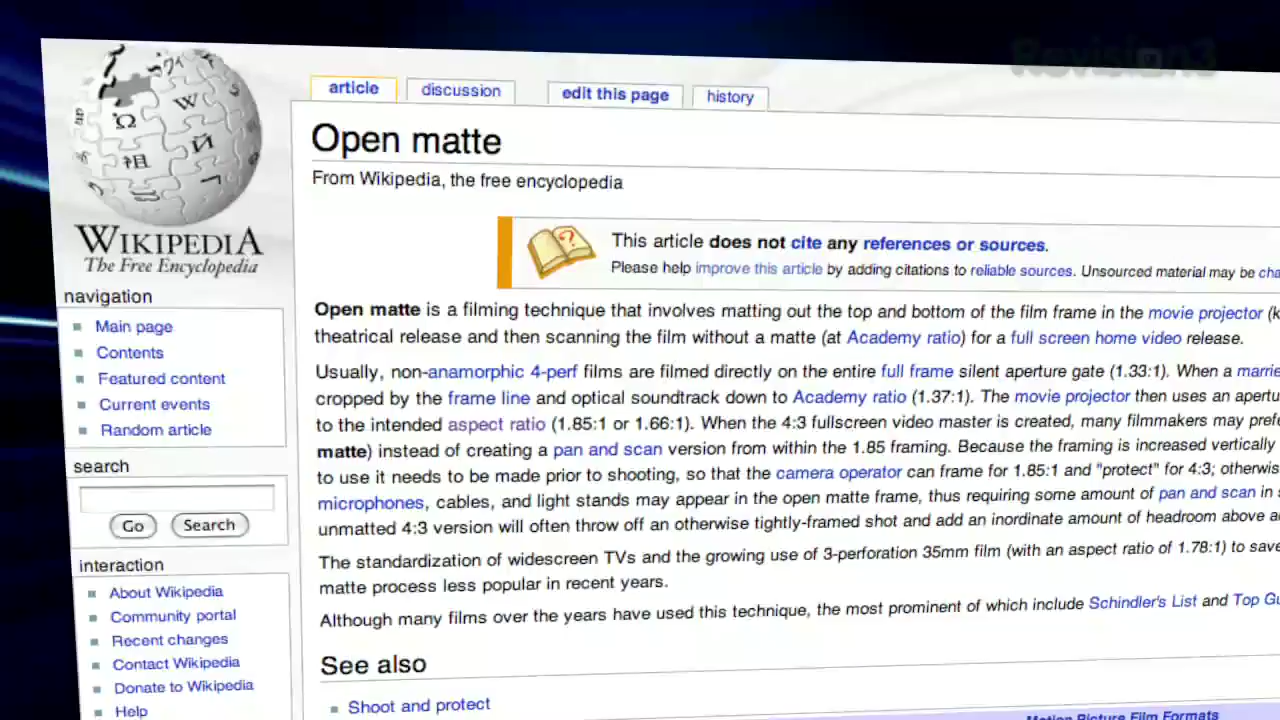 Revision3
article
discussion
edit this page
history
Open matte
From Wikipedia, the free encyclopedia
WIKIPEDIA
The Free Encyclopedia
This article does not cite any references or sources.
Please help improve this article by adding citations to reliable sources. Unsourced material may be
navigation
Main page
Contents
Featured content
Current events
Random article
search
Go
Search
interaction
About Wikipedia
Community portal
Recent changes
Contact Wikipedia
Donate to Wikipedia
Help
Open matte is a filming technique that involves matting out the top and bottom of the film frame in the movie projector (
theatrical release and then scanning the film without a matte (at Academy ratio) for a full screen home video release.
Usually, non-anamorphic 4-perf films are filmed directly on the entire full frame silent aperture gate (1.33:1). When a
cropped by the frame line and optical soundtrack down to Academy ratio (1.37:1). The movie projector then uses an
to the intended aspect ratio (1.85:1 or 1.66:1). When the 4:3 fullscreen video master is created, many filmmakers may
matte) instead of creating a pan and scan version from within the 1.85 framing. Because the framing is increased vertically
to use it needs to be made prior to shooting, so that the camera operator can frame for 1.85:1 and "protect" for 4:3;
microphones, cables, and light stands may appear in the open matte frame, thus requiring some amount of pan and scan in
unmatted 4:3 version will often throw off an otherwise tightly-framed shot and add an inordinate amount of headroom above
The standardization of widescreen TVs and the growing use of 3-perforation 35mm film (with an aspect ratio of 1.78:1) to
matte process less popular in recent years.
Although many films over the years have used this technique, the most prominent of which include Schindler's List and Top
See also
Shoot and protect
Motion Picture Film Formats